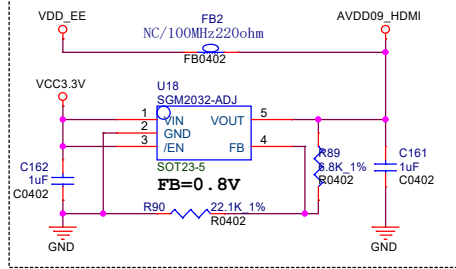 VDD_EE
FB2
AVDD09_HDMI
NC/100MHz220ohm
FB0402
VCC3.3V
U18
SGM2032-ADJ
1
VIN
VOUT
5
2
GND
3
/EN
FB
4
SOT23-5
FB=0.8V
C162
1uF
C0402
R89
6.8K_1%
R0402
C161
1uF
C0402
R90
22.1K_1%
R0402
GND
GND